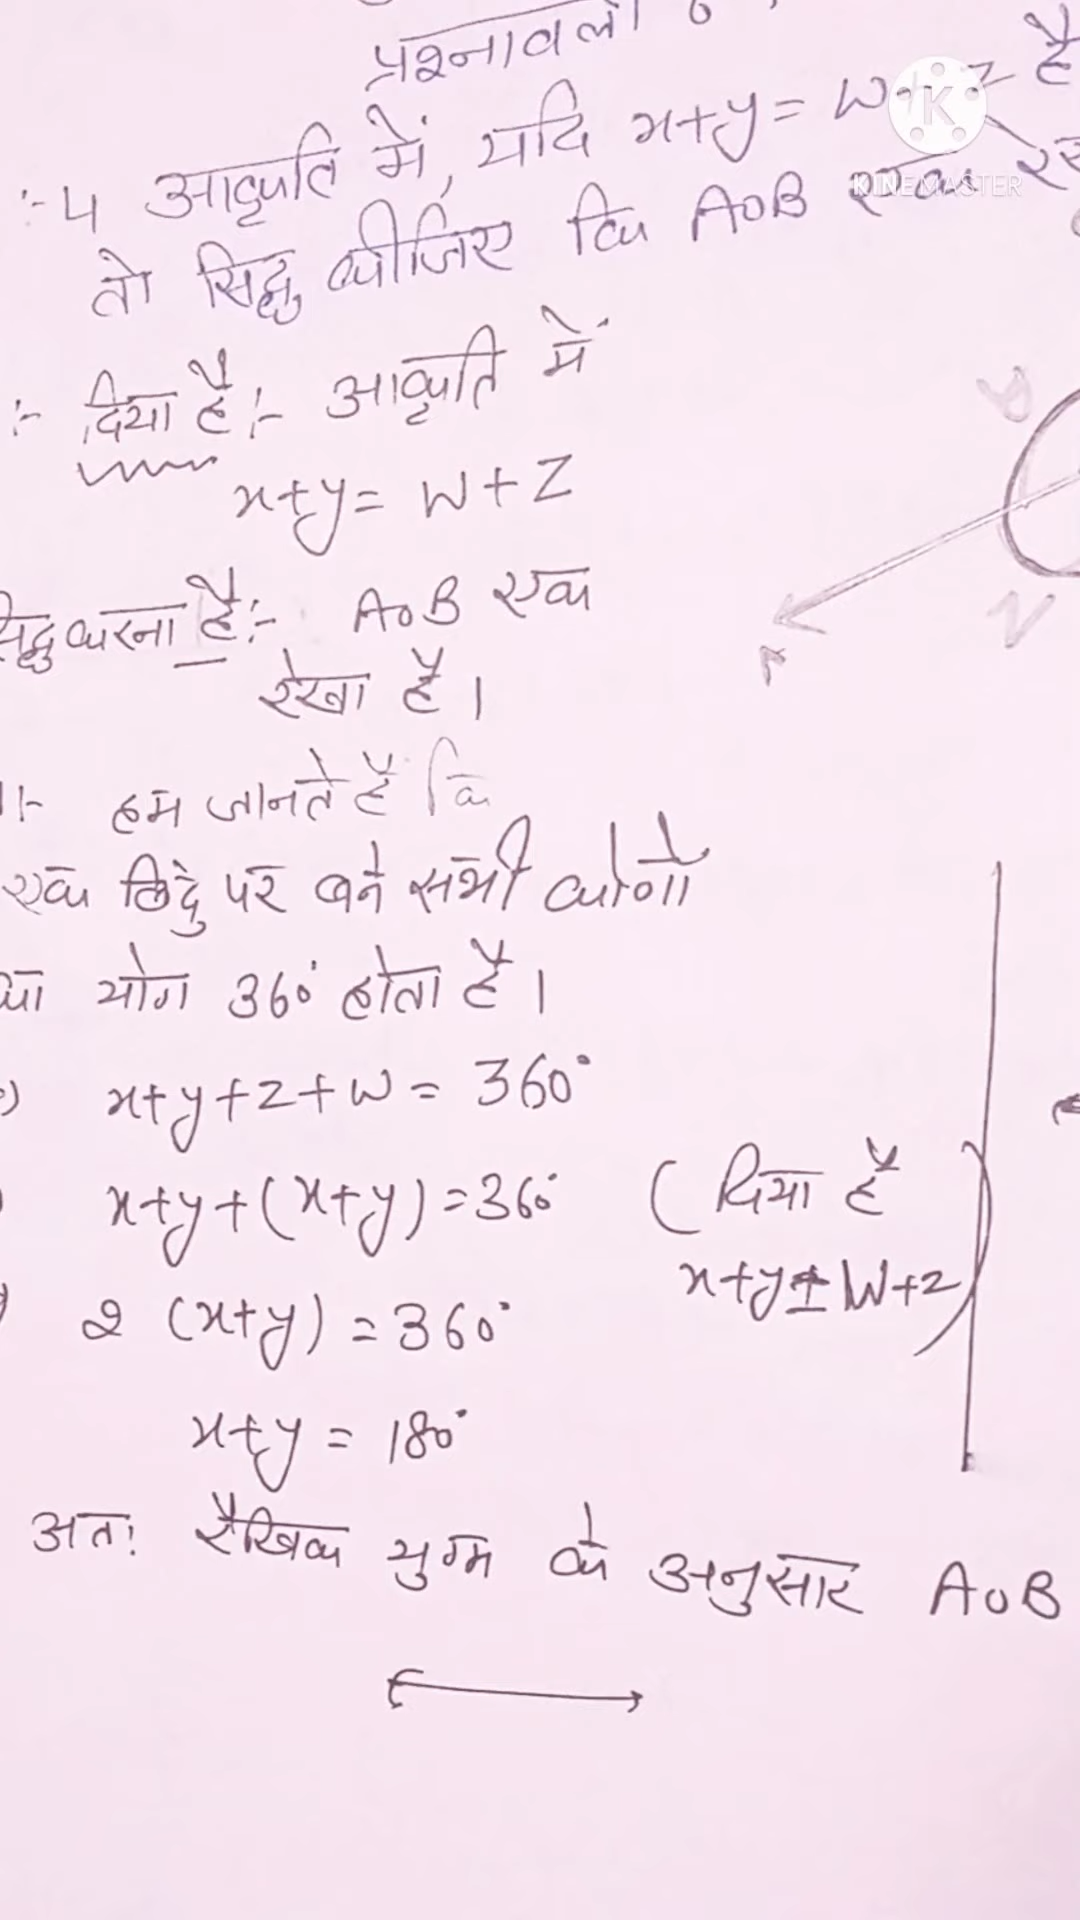 प्रश्नावली 6
:-4 आकृति में, यदि x+y = w+z है
तो सिद्ध कीजिए कि AOB एक
KINEMASTER
:- दिया है:- आकृति में
x+y = W+Z
सिद्ध करना है:- AOB एक
रेखा है।
:- हम जानते हैं कि
एक बिंदु पर बने सभी कोणों
का योग 360° होता है।
x+y+z+w = 360°
x+y+(x+y) = 360° (दिया है
x+y = W+z)
2 (x+y) = 360°
x+y = 180°
अतः रैखिक युग्म के अनुसार AOB